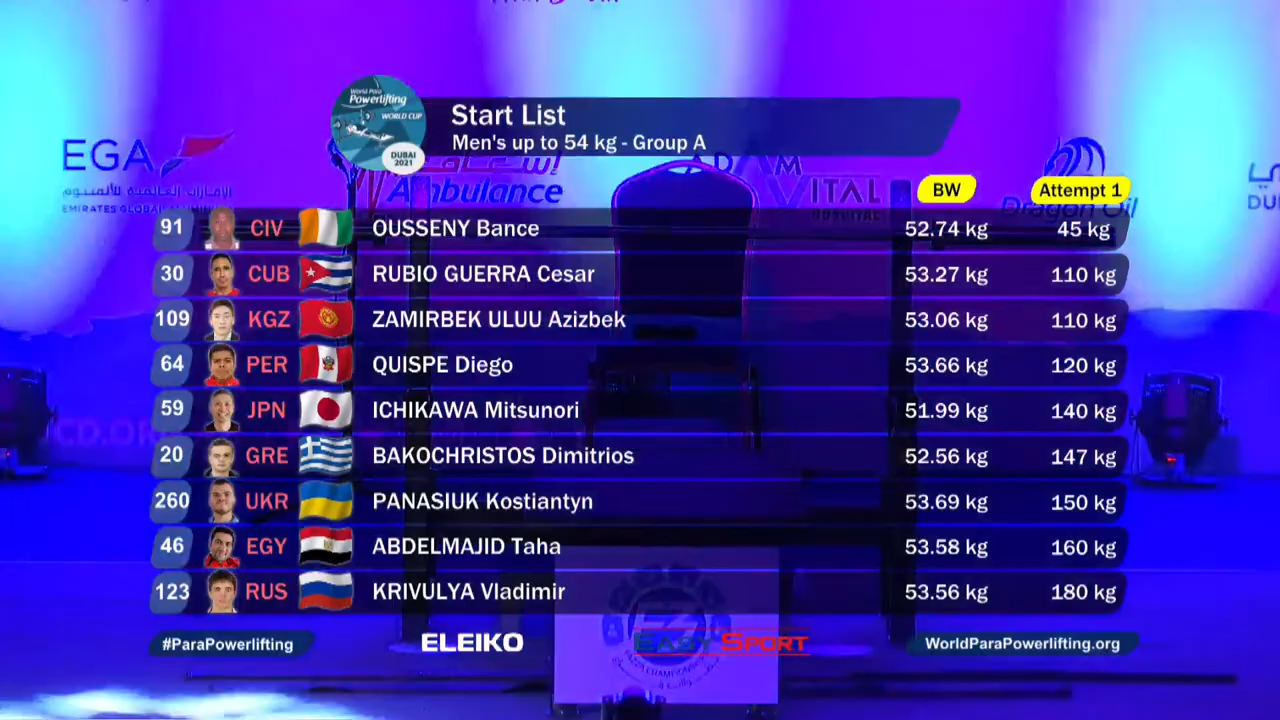 World Para
Powerlifting
WORLD CUP
DUBAI
2021
Start List
Men's up to 54 kg - Group A
EGA
الإمارات العالمية للألمنيوم
Ambulance
VITAL
HOSPITAL
Dragon Oil
BW
Attempt 1
91 CIV OUSSENY Bance 52.74 kg 45 kg
30 CUB RUBIO GUERRA Cesar 53.27 kg 110 kg
109 KGZ ZAMIRBEK ULUU Azizbek 53.06 kg 110 kg
64 PER QUISPE Diego 53.66 kg 120 kg
59 JPN ICHIKAWA Mitsunori 51.99 kg 140 kg
20 GRE BAKOCHRISTOS Dimitrios 52.56 kg 147 kg
260 UKR PANASIUK Kostiantyn 53.69 kg 150 kg
46 EGY ABDELMAJID Taha 53.58 kg 160 kg
123 RUS KRIVULYA Vladimir 53.56 kg 180 kg
#ParaPowerlifting
ELEIKO
EAST SPORT
WorldParaPowerlifting.org